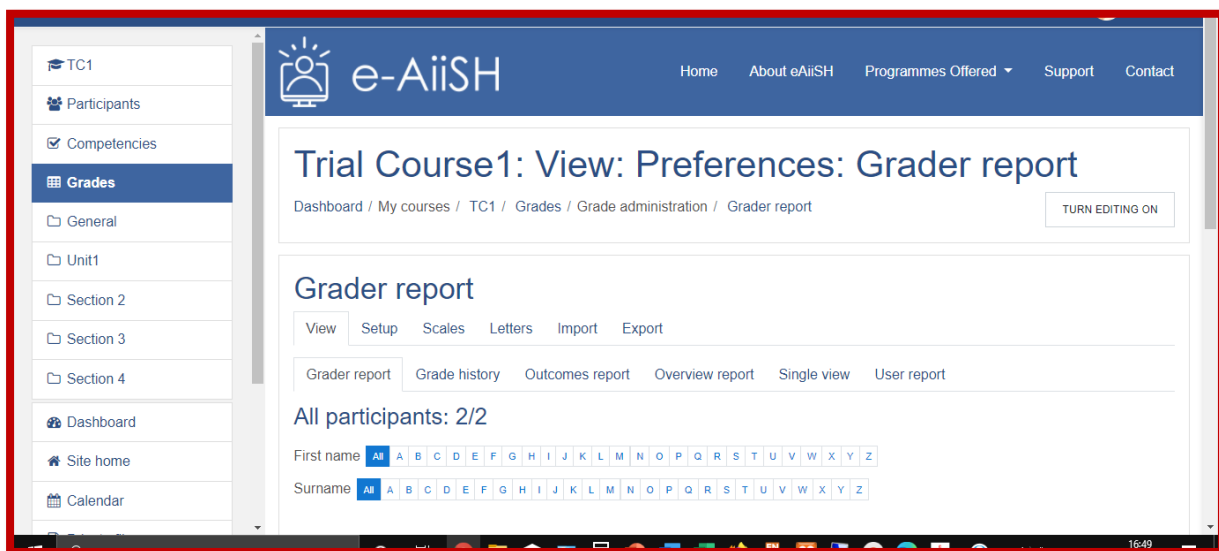 TC1
Participants
Competencies
Grades
General
Unit1
Section 2
Section 3
Section 4
Dashboard
Site home
Calendar
e-AiiSH
Home About eAiiSH Programmes Offered Support Contact
Trial Course1: View: Preferences: Grader report
Dashboard / My courses / TC1 / Grades / Grade administration / Grader report
TURN EDITING ON
Grader report
View Setup Scales Letters Import Export
Grader report Grade history Outcomes report Overview report Single view User report
All participants: 2/2
First name All A B C D E F G H I J K L M N O P Q R S T U V W X Y Z
Surname All A B C D E F G H I J K L M N O P Q R S T U V W X Y Z
16:49